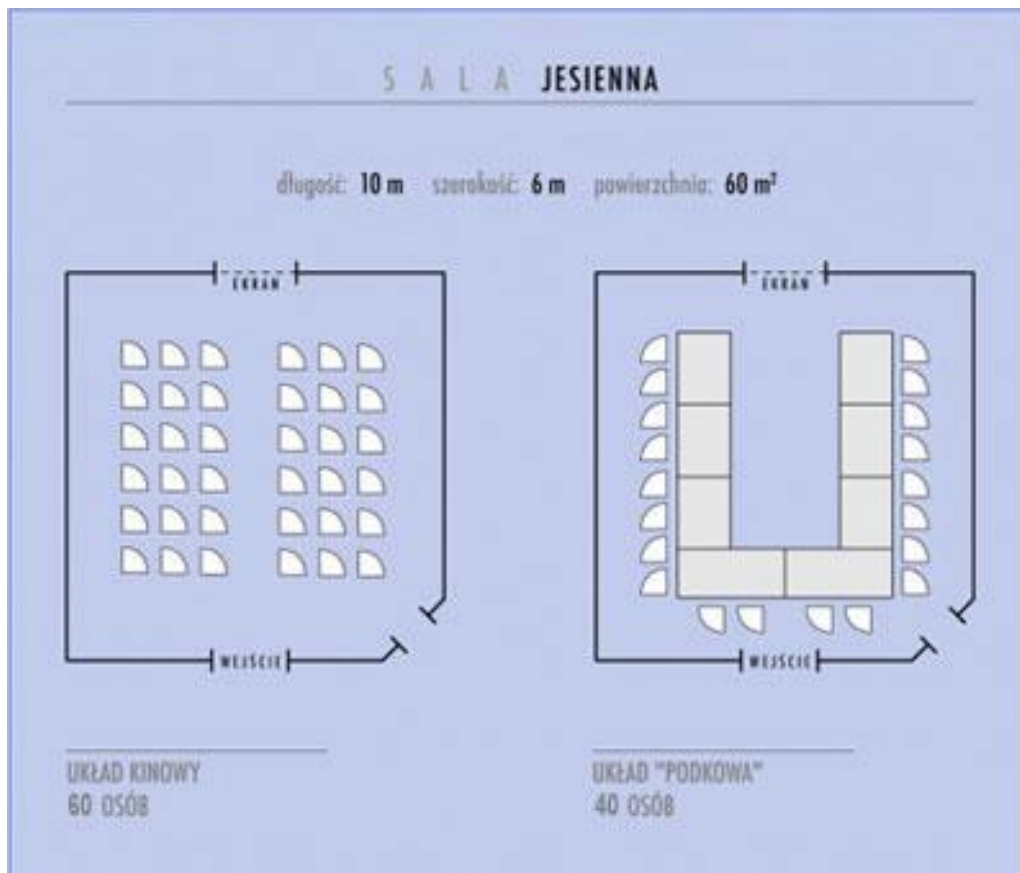 SALA JESIENNA
długość: 10 m szerokość: 6 m powierzchnia: 60 m²
EKRAN
EKRAN
WEJŚCIE
WEJŚCIE
UKŁAD KINOWY
60 OSÓB
UKŁAD "PODKOWA"
40 OSÓB